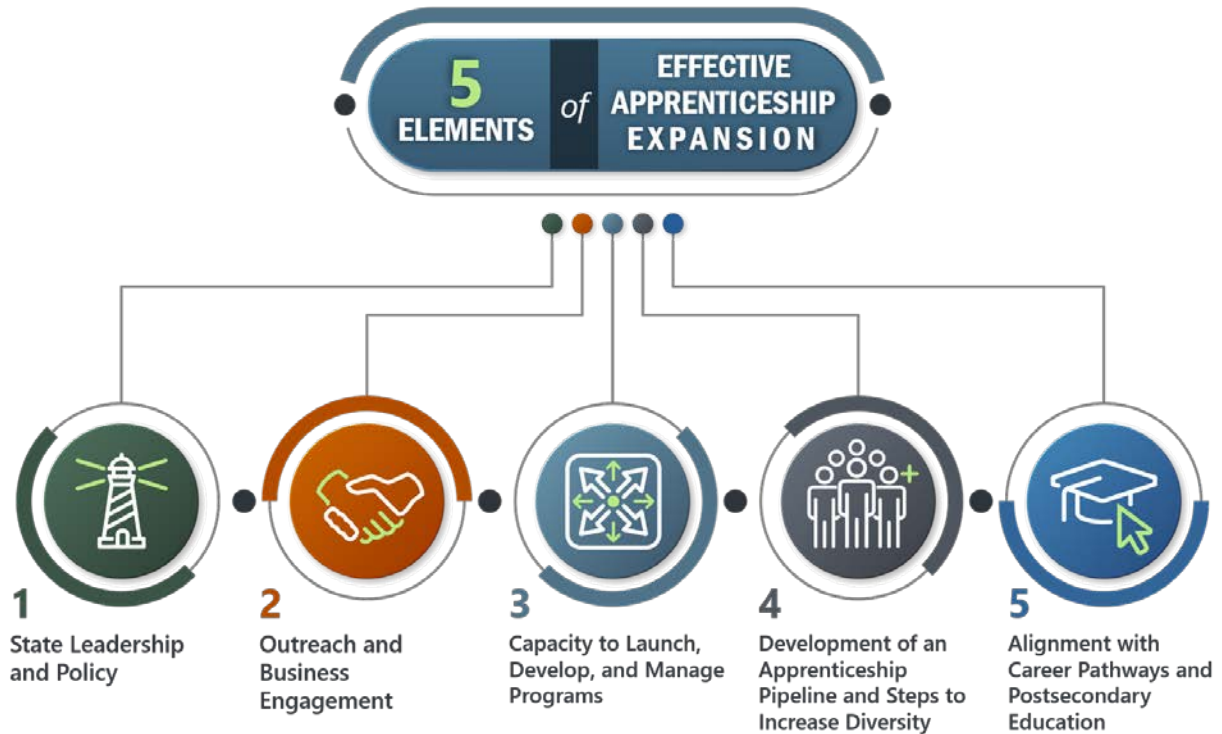 5
ELEMENTS
of
EFFECTIVE
APPRENTICESHIP
EXPANSION
1
State Leadership
and Policy
2
Outreach and
Business
Engagement
3
Capacity to Launch,
Develop, and Manage
Programs
4
Development of an
Apprenticeship
Pipeline and Steps to
Increase Diversity
5
Alignment with
Career Pathways and
Postsecondary
Education